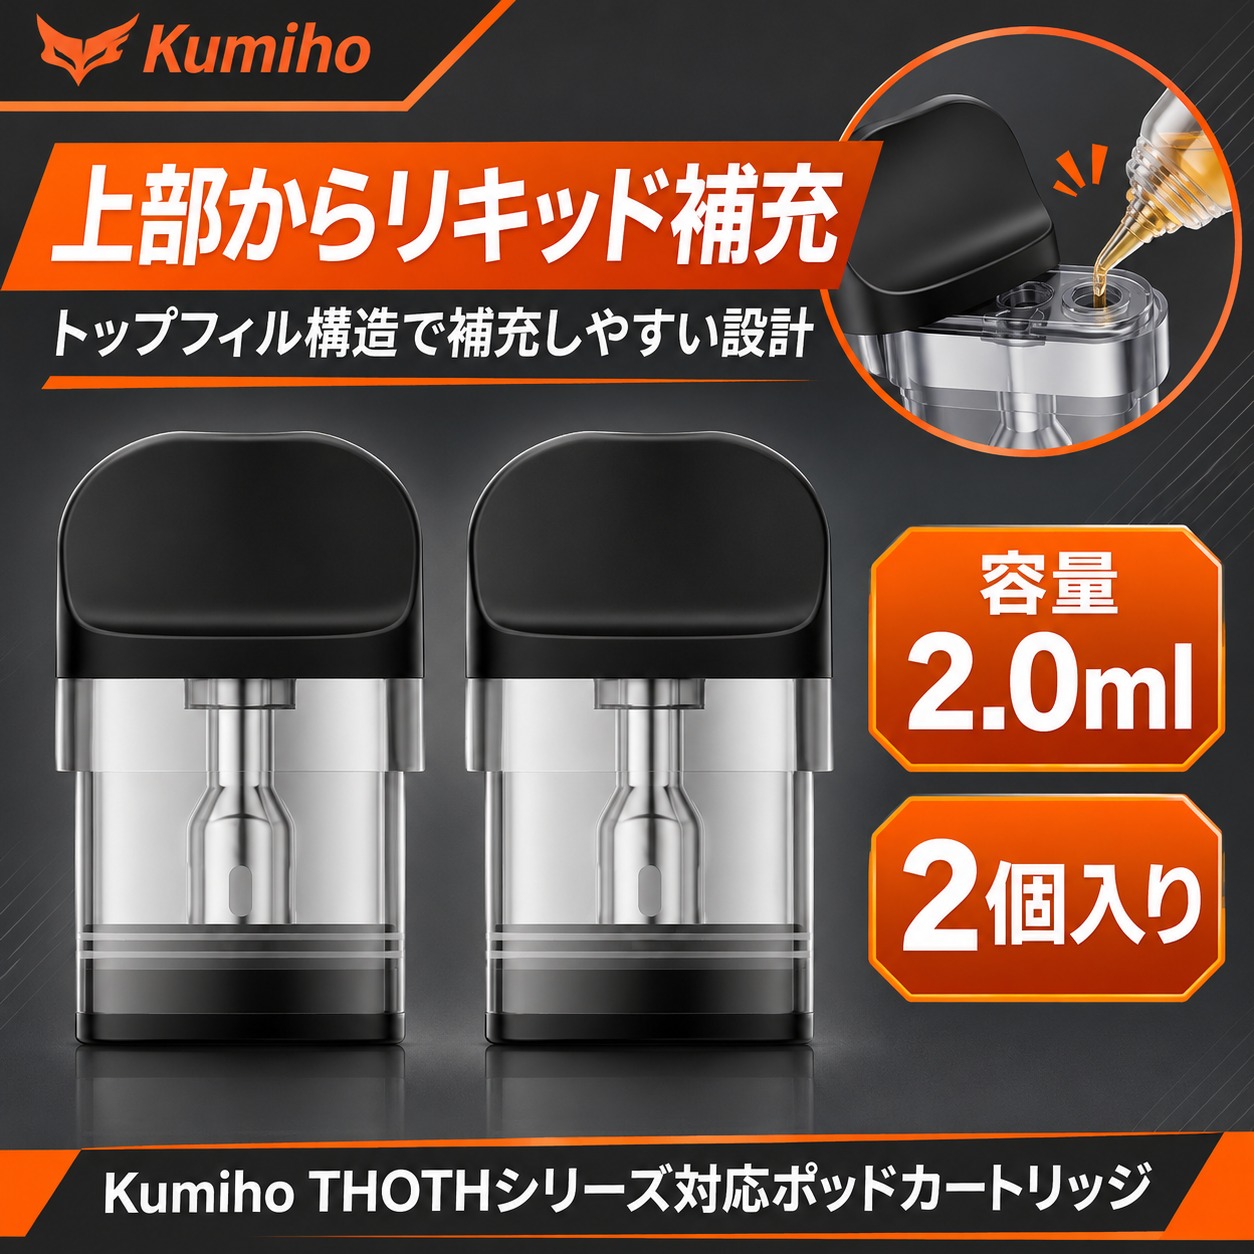 Kumiho
上部からリキッド補充
トップフィル構造で補充しやすい設計
容量
2.0ml
2個入り
Kumiho THOTHシリーズ対応ポッドカートリッジ